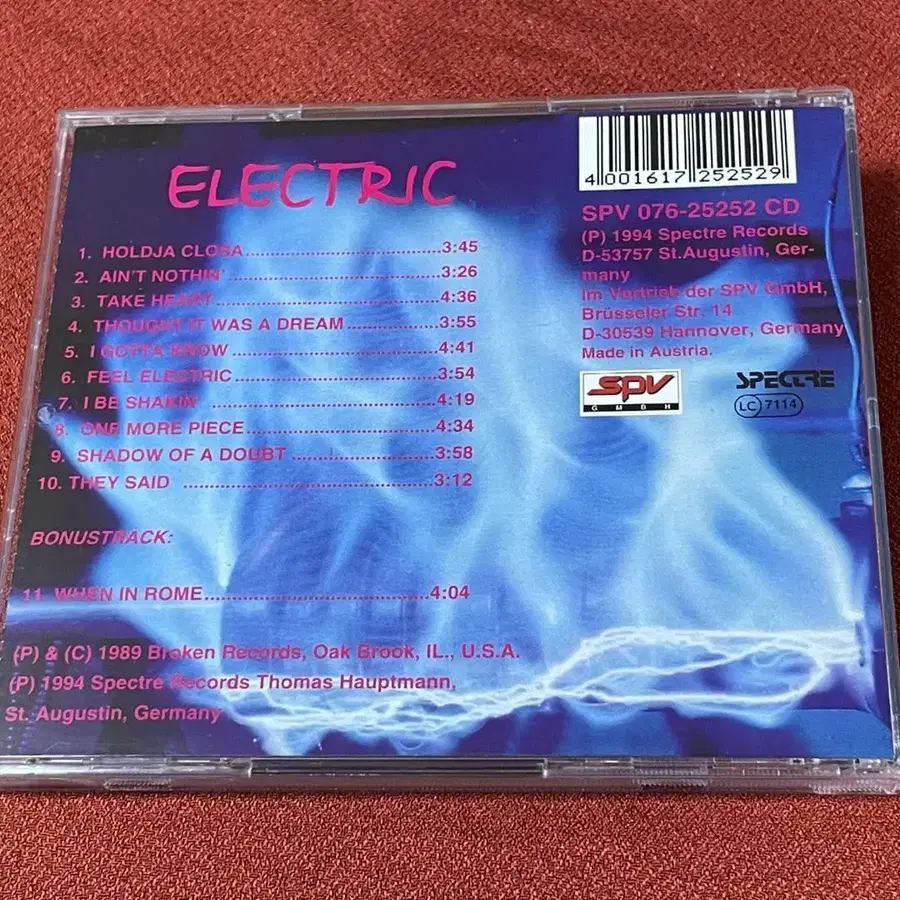 ELECTRIC
1. HOLDJA CLOSA..............................3:45
2. AIN'T NOTHIN'................................3:26
3. TAKE HEART...................................4:36
4. THOUGHT IT WAS A DREAM..............3:55
5. I GOTTA KNOW................................4:41
6. FEEL ELECTRIC...............................3:54
7. I BE SHAKIN' ..................................4:19
8. ONE MORE PIECE............................4:34
9. SHADOW OF A DOUBT.....................3:58
10. THEY SAID ...................................3:12
BONUSTRACK:
11. WHEN IN ROME..................................4:04
(P) & (C) 1989 Broken Records, Oak Brook, IL., U.S.A.
(P) 1994 Spectre Records Thomas Hauptmann,
St. Augustin, Germany
4 001617 252529
SPV 076-25252 CD
(P) 1994 Spectre Records
D-53757 St.Augustin, Ger-
many
Im Vertrieb der SPV GmbH,
Brüsseler Str. 14
D-30539 Hannover, Germany
Made in Austria.
SPV
GMBH
SPECTRE
LC 7114